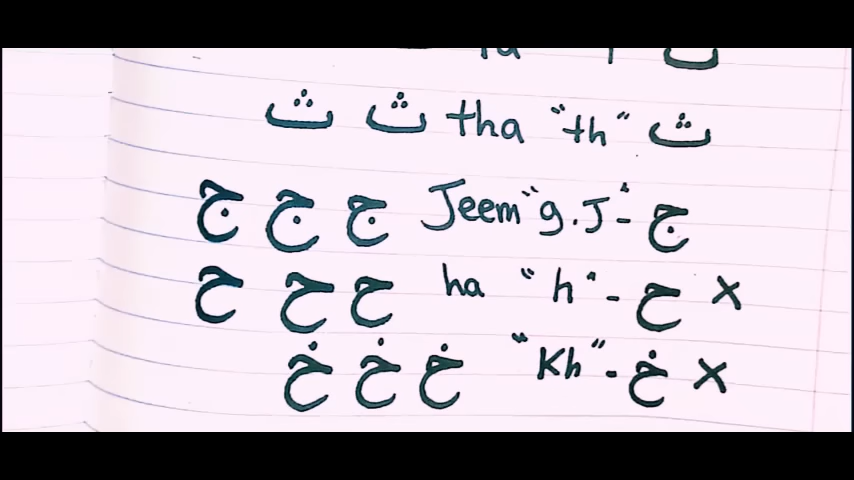 ث ث tha "th" ث
ج ج ج Jeem "g.J"- ج
ح ح ح ha "h"- ح X
خ خ خ "Kh"- خ X